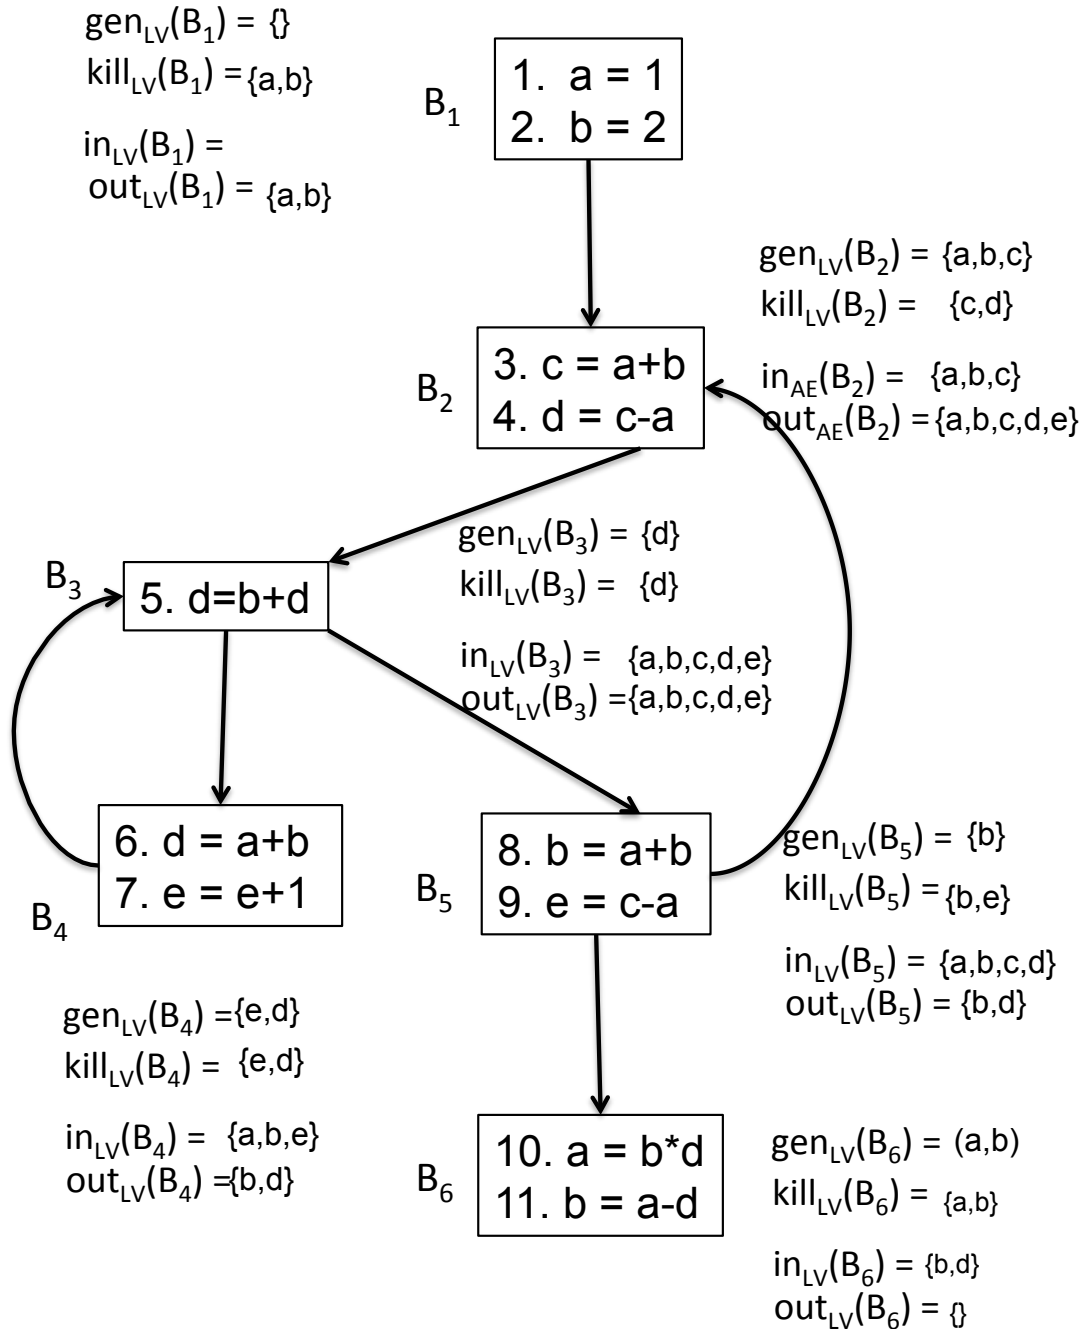 gen_LV(B_1) = {}
kill_LV(B_1) = {a,b}
in_LV(B_1) =
out_LV(B_1) = {a,b}
B_1
1. a = 1
2. b = 2
gen_LV(B_2) = {a,b,c}
kill_LV(B_2) = {c,d}
in_AE(B_2) = {a,b,c}
out_AE(B_2) = {a,b,c,d,e}
B_2
3. c = a+b
4. d = c-a
gen_LV(B_3) = {d}
kill_LV(B_3) = {d}
in_LV(B_3) = {a,b,c,d,e}
out_LV(B_3) = {a,b,c,d,e}
B_3
5. d=b+d
6. d = a+b
7. e = e+1
B_4
gen_LV(B_4) = {e,d}
kill_LV(B_4) = {e,d}
in_LV(B_4) = {a,b,e}
out_LV(B_4) = {b,d}
B_5
8. b = a+b
9. e = c-a
gen_LV(B_5) = {b}
kill_LV(B_5) = {b,e}
in_LV(B_5) = {a,b,c,d}
out_LV(B_5) = {b,d}
B_6
10. a = b*d
11. b = a-d
gen_LV(B_6) = (a,b)
kill_LV(B_6) = {a,b}
in_LV(B_6) = {b,d}
out_LV(B_6) = {}